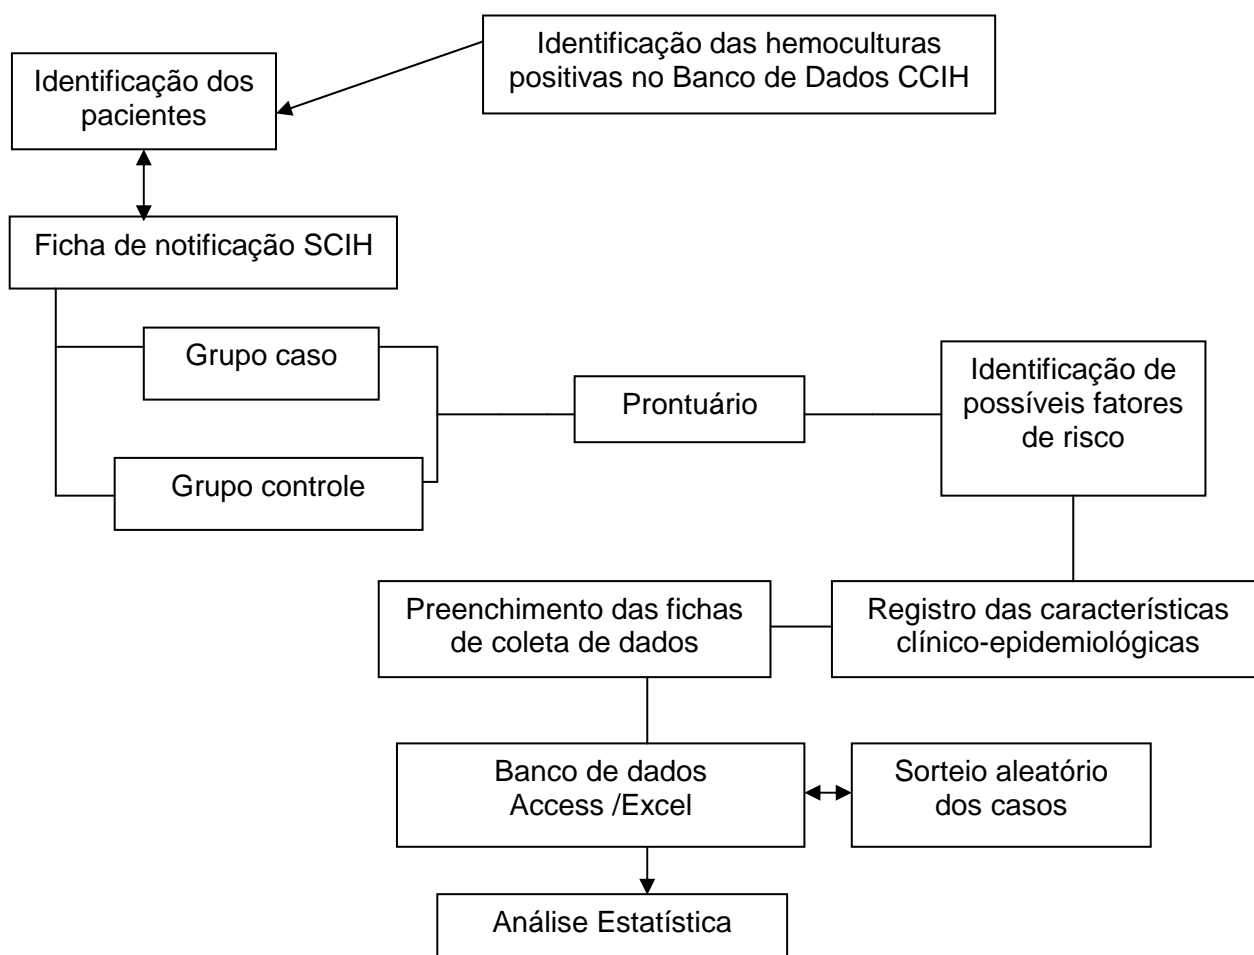 Identificação das hemoculturas
positivas no Banco de Dados CCIH
Identificação dos
pacientes
Ficha de notificação SCIH
Grupo caso
Grupo controle
Prontuário
Identificação de
possíveis fatores
de risco
Preenchimento das fichas
de coleta de dados
Registro das características
clínico-epidemiológicas
Banco de dados
Access /Excel
Sorteio aleatório
dos casos
Análise Estatística